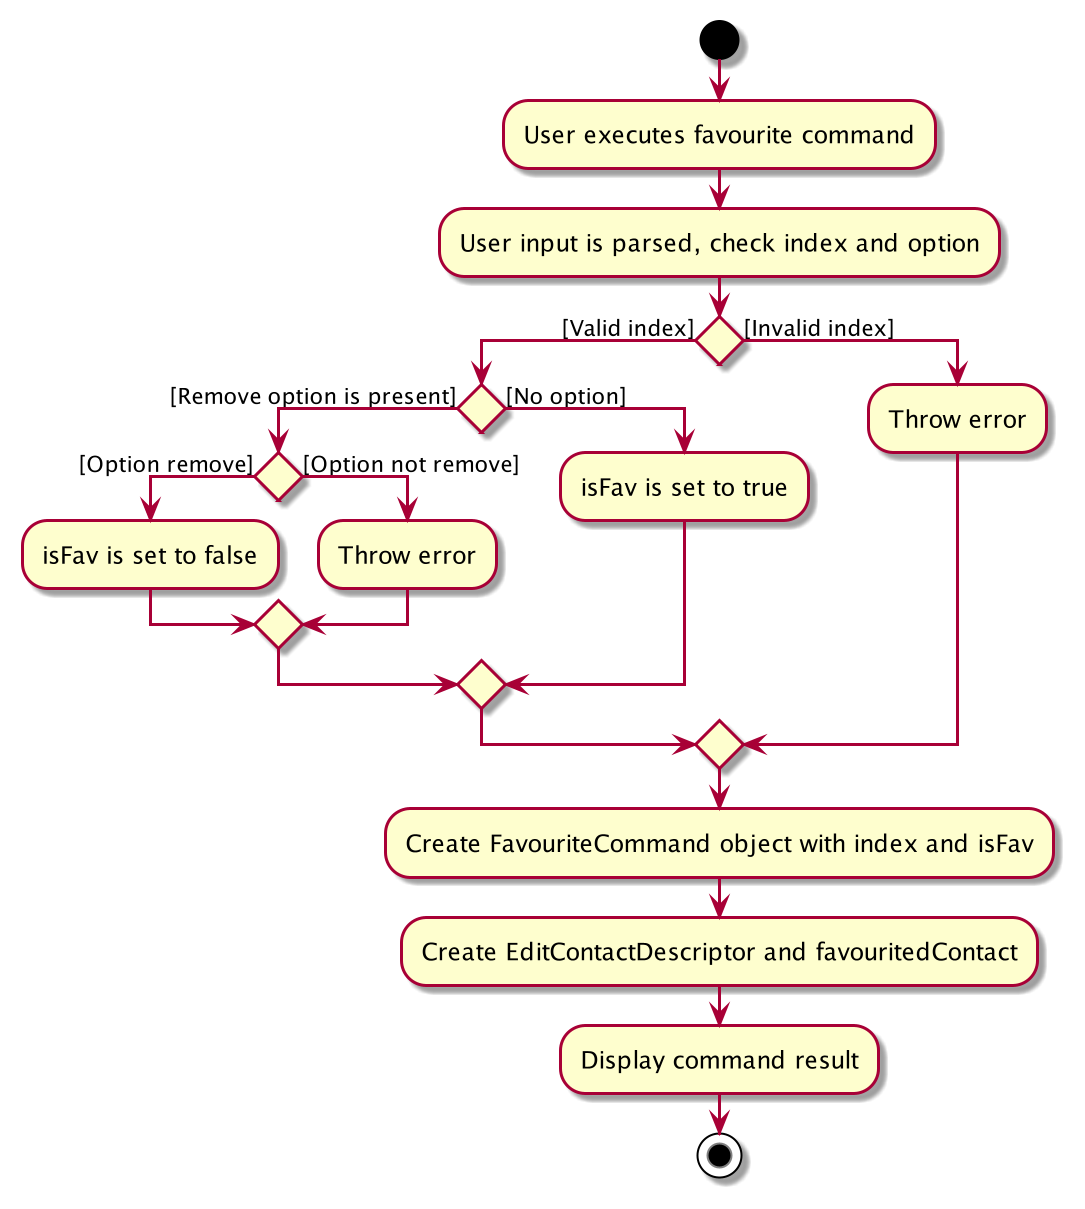 User executes favourite command
User input is parsed, check index and option
[Valid index]
[Invalid index]
[Remove option is present]
[No option]
Throw error
[Option remove]
[Option not remove]
isFav is set to true
isFav is set to false
Throw error
Create FavouriteCommand object with index and isFav
Create EditContactDescriptor and favouritedContact
Display command result